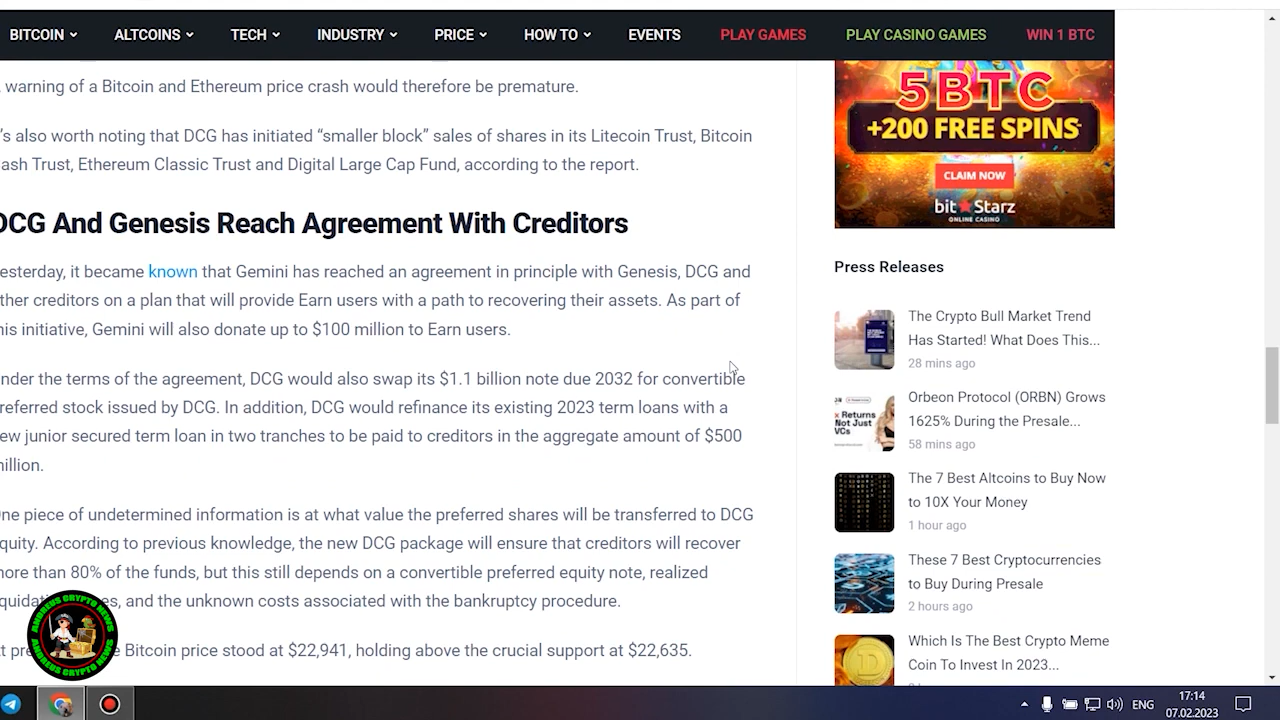 BITCOIN ALTCOINS TECH INDUSTRY PRICE HOW TO EVENTS PLAY GAMES PLAY CASINO GAMES WIN 1 BTC
warning of a Bitcoin and Ethereum price crash would therefore be premature.
's also worth noting that DCG has initiated “smaller block” sales of shares in its Litecoin Trust, Bitcoin
ash Trust, Ethereum Classic Trust and Digital Large Cap Fund, according to the report.
DCG And Genesis Reach Agreement With Creditors
esterday, it became known that Gemini has reached an agreement in principle with Genesis, DCG and
ther creditors on a plan that will provide Earn users with a path to recovering their assets. As part of
his initiative, Gemini will also donate up to $100 million to Earn users.
nder the terms of the agreement, DCG would also swap its $1.1 billion note due 2032 for convertible
referred stock issued by DCG. In addition, DCG would refinance its existing 2023 term loans with a
ew junior secured term loan in two tranches to be paid to creditors in the aggregate amount of $500
illion.
ne piece of undetermined information is at what value the preferred shares will be transferred to DCG
quity. According to previous knowledge, the new DCG package will ensure that creditors will recover
ore than 80% of the funds, but this still depends on a convertible preferred equity note, realized
and the unknown costs associated with the bankruptcy procedure.
Bitcoin price stood at $22,941, holding above the crucial support at $22,635.
ANDREUS CRYPTO NEWS
ANDREUS CRYPTO NEWS
5BTC
+200 FREE SPINS
CLAIM NOW
bitStarz
ONLINE CASINO
Press Releases
The Crypto Bull Market Trend
Has Started! What Does This...
28 mins ago
x Returns
Not Just
VCs
Orbeon Protocol (ORBN) Grows
1625% During the Presale...
58 mins ago
The 7 Best Altcoins to Buy Now
to 10X Your Money
1 hour ago
These 7 Best Cryptocurrencies
to Buy During Presale
2 hours ago
Which Is The Best Crypto Meme
Coin To Invest In 2023...
ENG
17:14
07.02.2023